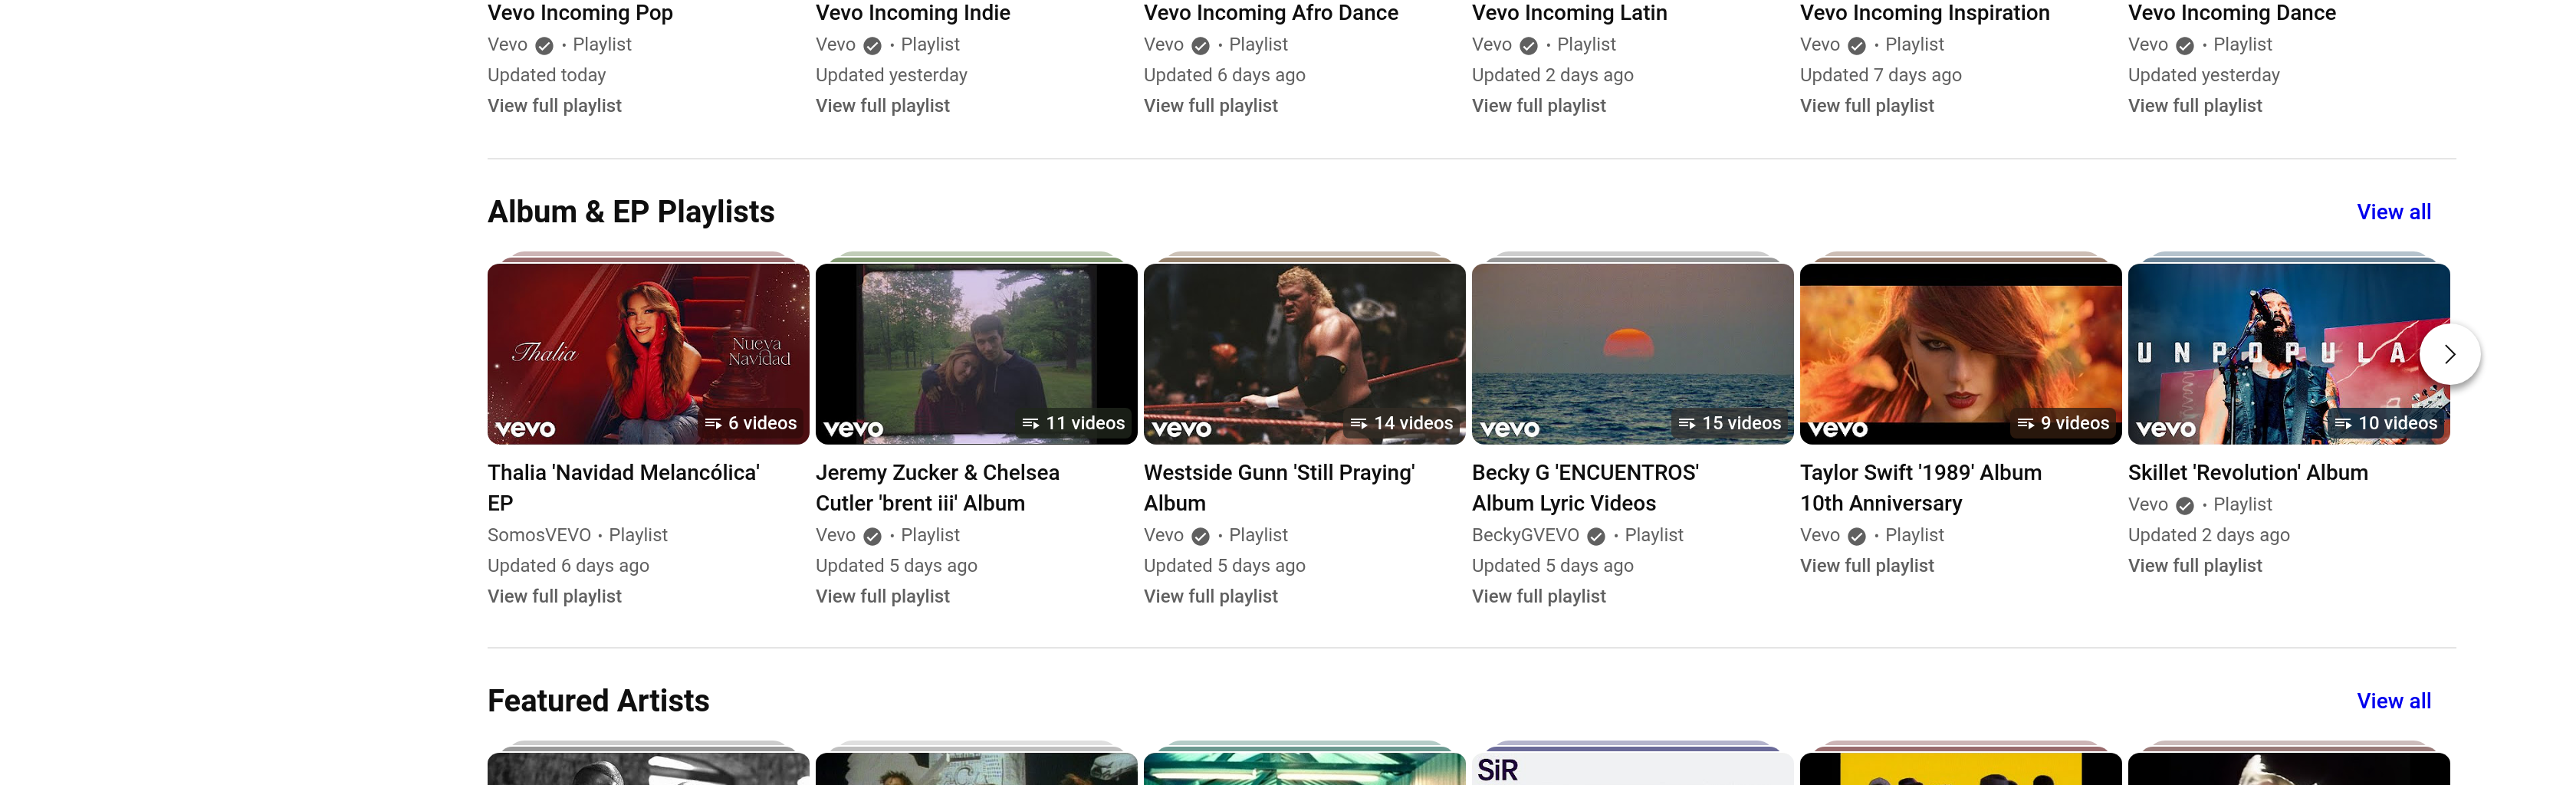 Vevo Incoming Pop
Vevo • Playlist
Updated today
View full playlist
Vevo Incoming Indie
Vevo • Playlist
Updated yesterday
View full playlist
Vevo Incoming Afro Dance
Vevo • Playlist
Updated 6 days ago
View full playlist
Vevo Incoming Latin
Vevo • Playlist
Updated 2 days ago
View full playlist
Vevo Incoming Inspiration
Vevo • Playlist
Updated 7 days ago
View full playlist
Vevo Incoming Dance
Vevo • Playlist
Updated yesterday
View full playlist
Album & EP Playlists
View all
Thalia
Nueva
Navidad
vevo
6 videos
Thalia 'Navidad Melancólica'
EP
SomosVEVO • Playlist
Updated 6 days ago
View full playlist
vevo
11 videos
Jeremy Zucker & Chelsea
Cutler 'brent iii' Album
Vevo • Playlist
Updated 5 days ago
View full playlist
vevo
14 videos
Westside Gunn 'Still Praying'
Album
Vevo • Playlist
Updated 5 days ago
View full playlist
vevo
15 videos
Becky G 'ENCUENTROS'
Album Lyric Videos
BeckyGVEVO • Playlist
Updated 5 days ago
View full playlist
vevo
9 videos
Taylor Swift '1989' Album
10th Anniversary
Vevo • Playlist
View full playlist
UNPOPULA
vevo
10 videos
Skillet 'Revolution' Album
Vevo • Playlist
Updated 2 days ago
View full playlist
Featured Artists
View all
SiR